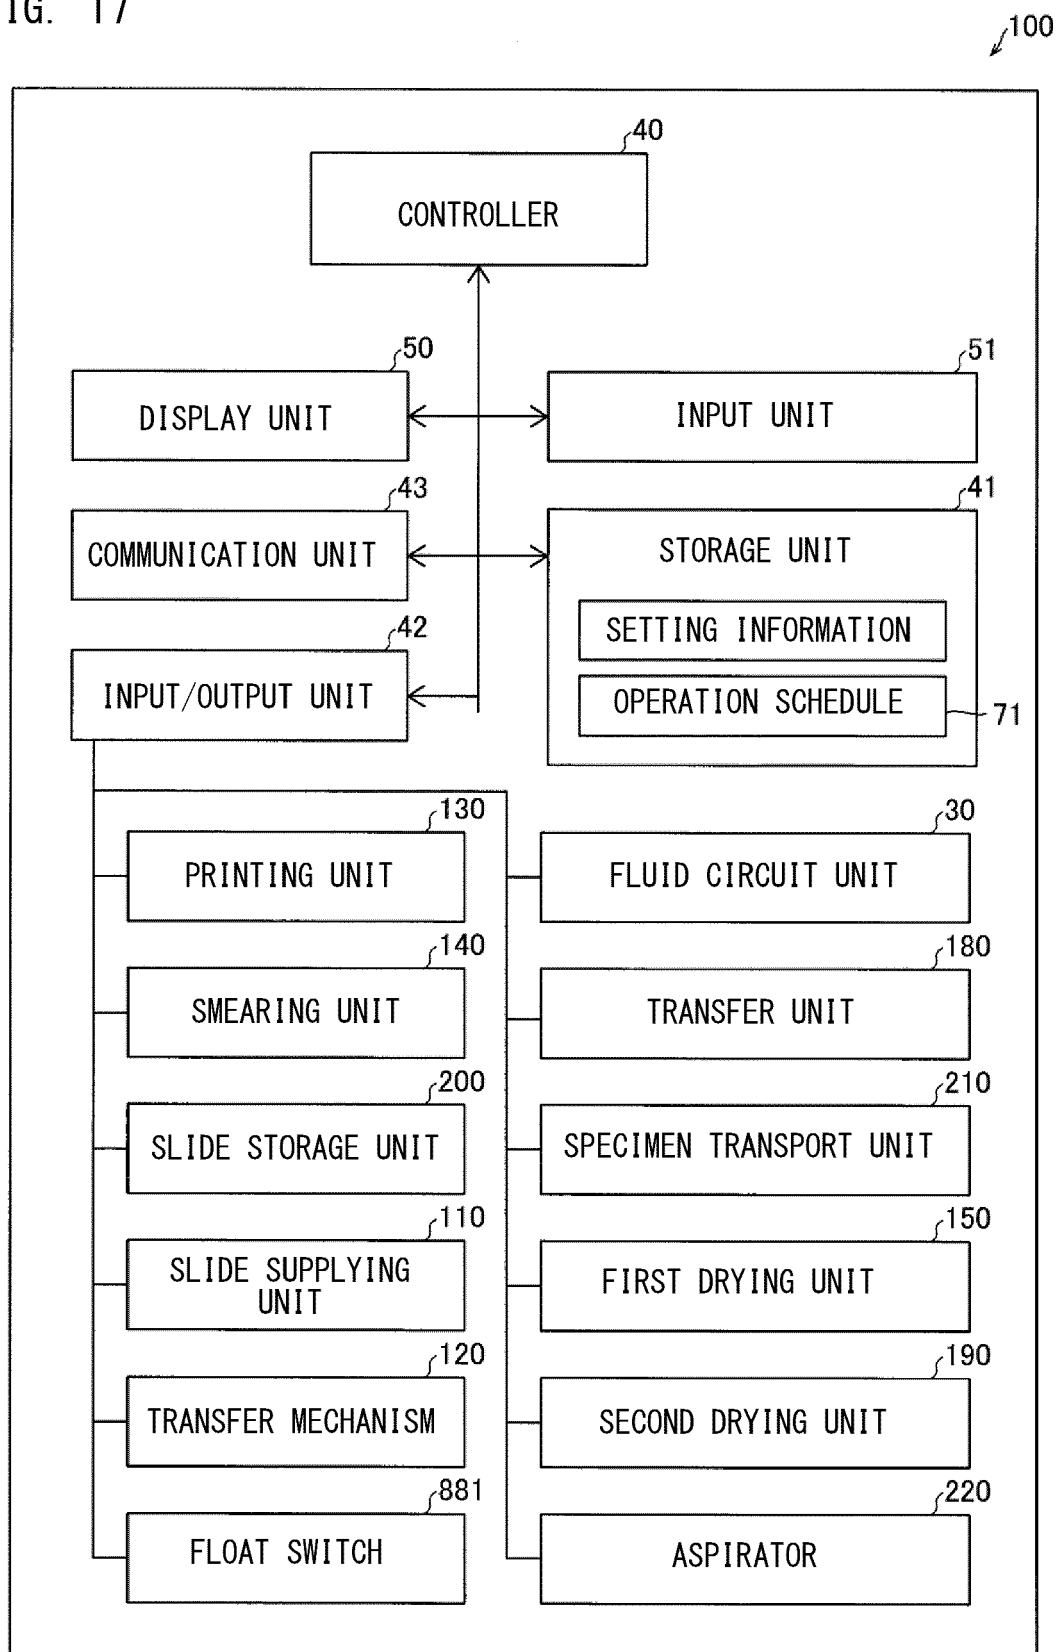 IG. 17
100
40
CONTROLLER
50
DISPLAY UNIT
51
INPUT UNIT
43
COMMUNICATION UNIT
41
STORAGE UNIT
SETTING INFORMATION
OPERATION SCHEDULE
71
42
INPUT/OUTPUT UNIT
130
PRINTING UNIT
30
FLUID CIRCUIT UNIT
140
SMEARING UNIT
180
TRANSFER UNIT
200
SLIDE STORAGE UNIT
210
SPECIMEN TRANSPORT UNIT
110
SLIDE SUPPLYING
UNIT
150
FIRST DRYING UNIT
120
TRANSFER MECHANISM
190
SECOND DRYING UNIT
881
FLOAT SWITCH
220
ASPIRATOR